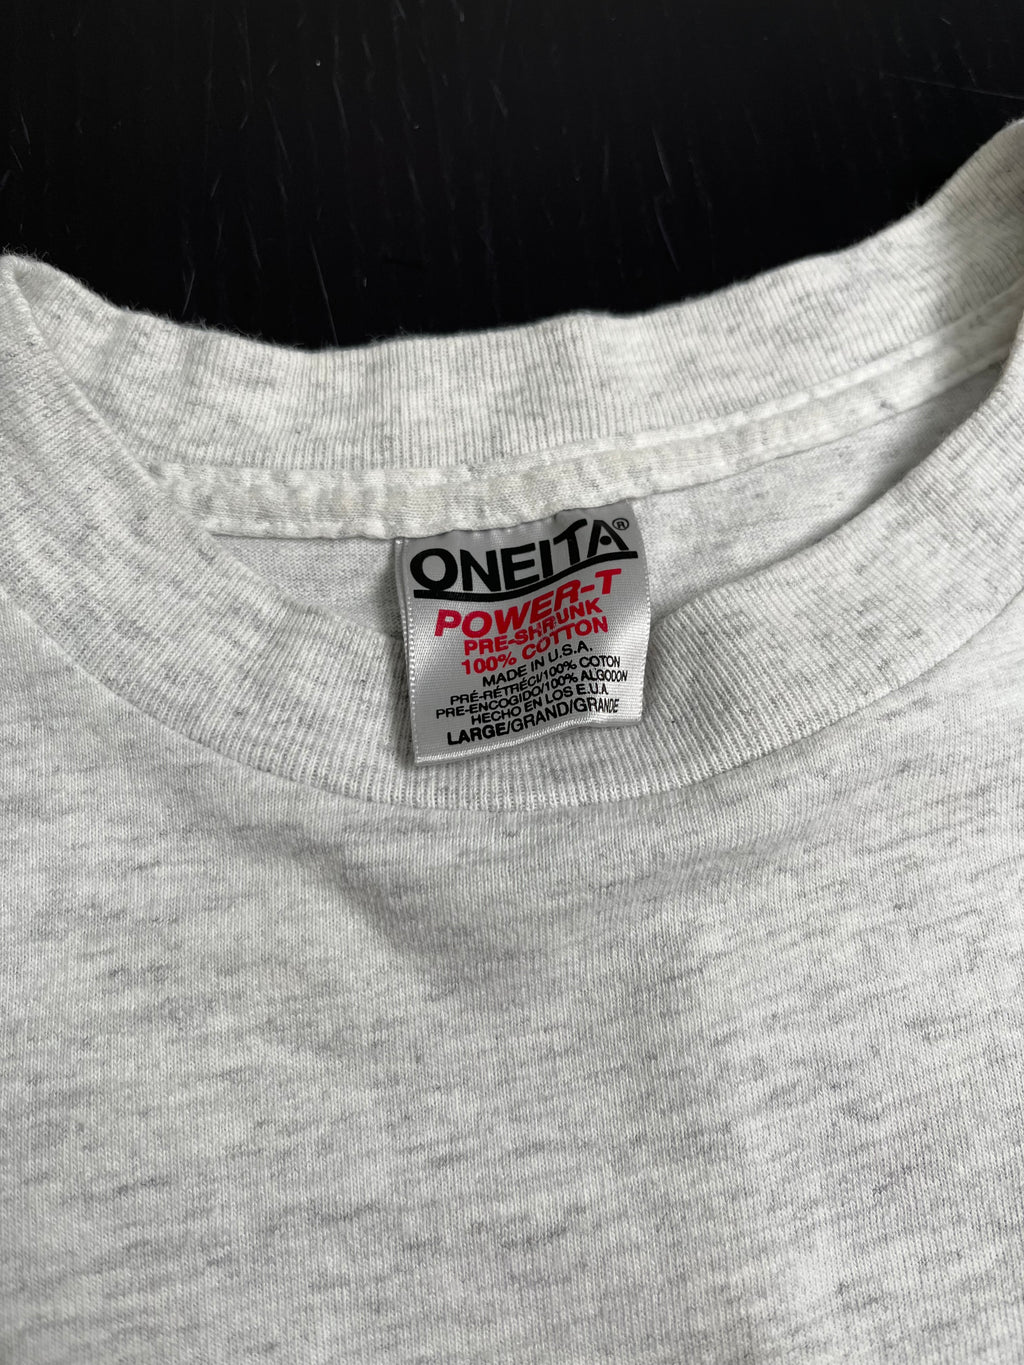 ONEITA®
POWER-T
PRE-SHRUNK
100% COTTON
MADE IN U.S.A.
PRÉ-RÉTRÉCI/100% COTON
PRE-ENCOGIDO/100% ALGODON
HECHO EN LOS E.U.A.
LARGE/GRAND/GRANDE